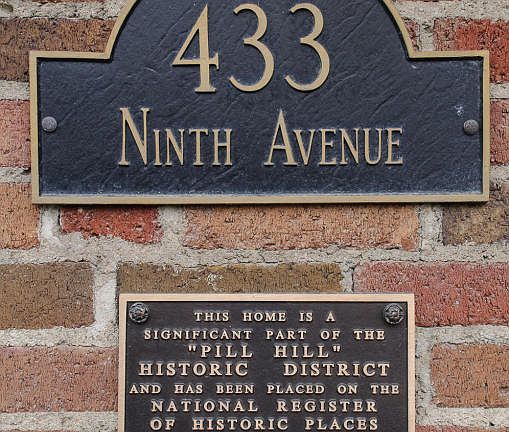 433
NINTH AVENUE
THIS HOME IS A
SIGNIFICANT PART OF THE
"PILL HILL"
HISTORIC DISTRICT
AND HAS BEEN PLACED ON THE
NATIONAL REGISTER
OF HISTORIC PLACES